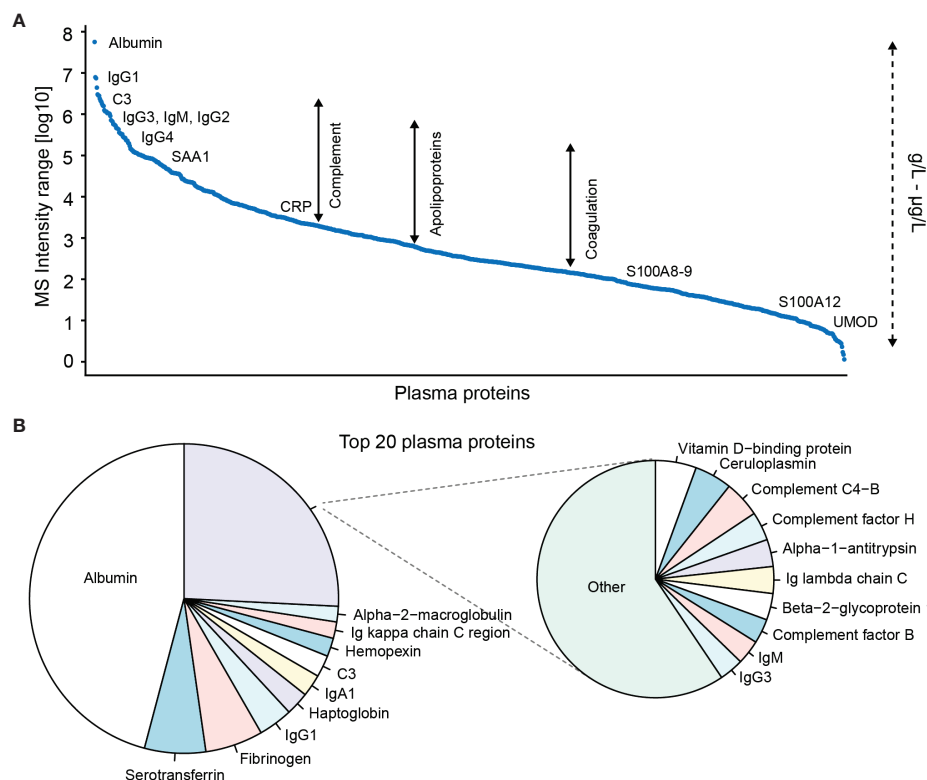 A
MS Intensity range [log10]
8
7
6
5
4
3
2
1
0
Albumin
IgG1
C3
IgG3, IgM, IgG2
IgG4
SAA1
CRP
Complement
Apolipoproteins
Coagulation
S100A8-9
S100A12
UMOD
g/L - µg/L
Plasma proteins
B
Top 20 plasma proteins
Albumin
Alpha−2−macroglobulin
Ig kappa chain C region
Hemopexin
C3
IgA1
Haptoglobin
IgG1
Fibrinogen
Serotransferrin
Vitamin D−binding protein
Ceruloplasmin
Complement C4−B
Complement factor H
Alpha−1−antitrypsin
Ig lambda chain C
Beta−2−glycoprotein
Complement factor B
IgM
IgG3
Other